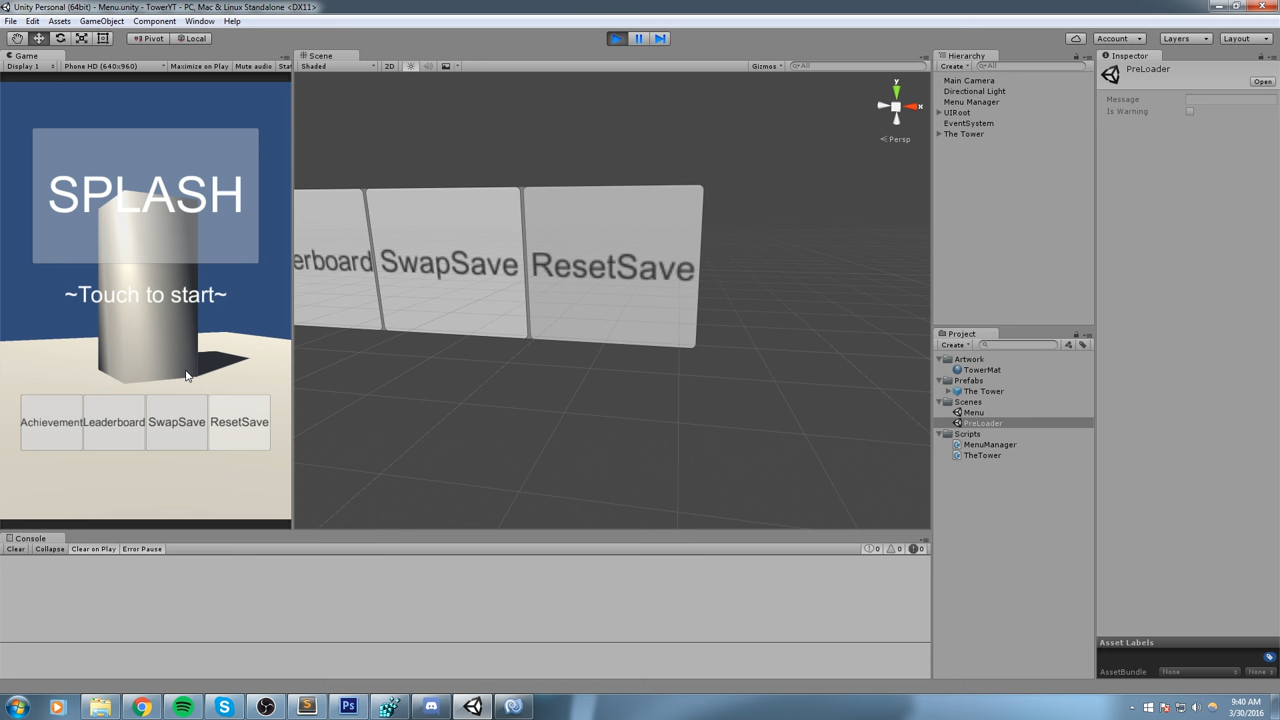 Unity Personal (64bit) - Menu.unity - TowerYT - PC, Mac & Linux Standalone <DX11>
File Edit Assets GameObject Component Window Help
Pivot Local Account Layers Layout
Game
Display 1 Phone HD (640x960) Maximize on Play Mute audio Stat
SPLASH
~Touch to start~
Achievement Leaderboard SwapSave ResetSave
Scene
Shaded 2D Gizmos All
y
x
Persp
erboard SwapSave ResetSave
Hierarchy
Create All
Main Camera
Directional Light
Menu Manager
UIRoot
EventSystem
The Tower
Project
Create
Artwork
TowerMat
Prefabs
The Tower
Scenes
Menu
PreLoader
Scripts
MenuManager
TheTower
Inspector
PreLoader
Open
Message
Is Warning
Asset Labels
AssetBundle None None
Console
Clear Collapse Clear on Play Error Pause 0 0 0
9:40 AM
3/30/2016